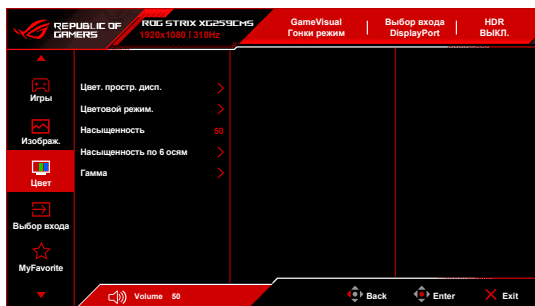 REPUBLIC OF
GAMERS
ROG STRIX XG259CMS
1920x1080 | 310Hz
GameVisual
Гонки режим
Выбор входа
DisplayPort
HDR
ВЫКЛ.
Игры
Изображ.
Цвет
Выбор входа
MyFavorite
Цвет. простр. дисп.
Цветовой режим.
Насыщенность 50
Насыщенность по 6 осям
Гамма
Volume 50
Back
Enter
Exit